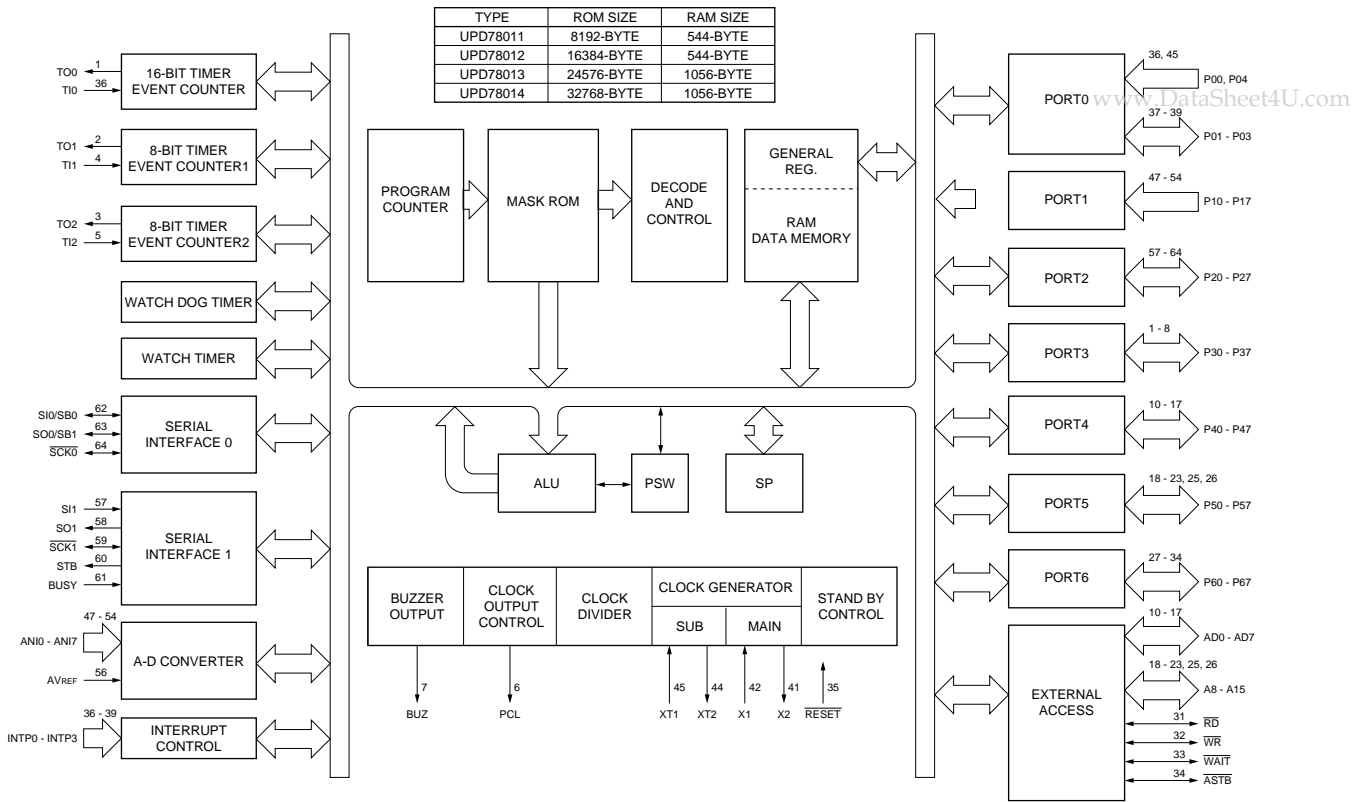 TYPE ROM SIZE RAM SIZE
UPD78011 8192-BYTE 544-BYTE
UPD78012 16384-BYTE 544-BYTE
UPD78013 24576-BYTE 1056-BYTE
UPD78014 32768-BYTE 1056-BYTE
TO0 1
TI0 36
16-BIT TIMER
EVENT COUNTER
TO1 2
TI1 4
8-BIT TIMER
EVENT COUNTER1
TO2 3
TI2 5
8-BIT TIMER
EVENT COUNTER2
WATCH DOG TIMER
WATCH TIMER
SI0/SB0 62
SO0/SB1 63
SCK0 64
SERIAL
INTERFACE 0
SI1 57
SO1 58
SCK1 59
STB 60
BUSY 61
SERIAL
INTERFACE 1
47 - 54
ANI0 - ANI7
AVREF 56
A-D CONVERTER
36 - 39
INTP0 - INTP3
INTERRUPT
CONTROL
PROGRAM
COUNTER
MASK ROM
DECODE
AND
CONTROL
GENERAL
REG.
RAM
DATA MEMORY
ALU
PSW
SP
BUZZER
OUTPUT
CLOCK
OUTPUT
CONTROL
CLOCK
DIVIDER
CLOCK GENERATOR
SUB MAIN
STAND BY
CONTROL
7 6 45 44 42 41 35
BUZ PCL XT1 XT2 X1 X2 RESET
PORT0
36, 45
P00, P04
www.DataSheet4U.com
37 - 39
P01 - P03
PORT1
47 - 54
P10 - P17
PORT2
57 - 64
P20 - P27
PORT3
1 - 8
P30 - P37
PORT4
10 - 17
P40 - P47
PORT5
18 - 23, 25, 26
P50 - P57
PORT6
27 - 34
P60 - P67
EXTERNAL
ACCESS
10 - 17
AD0 - AD7
18 - 23, 25, 26
A8 - A15
31 RD
32 WR
33 WAIT
34 ASTB